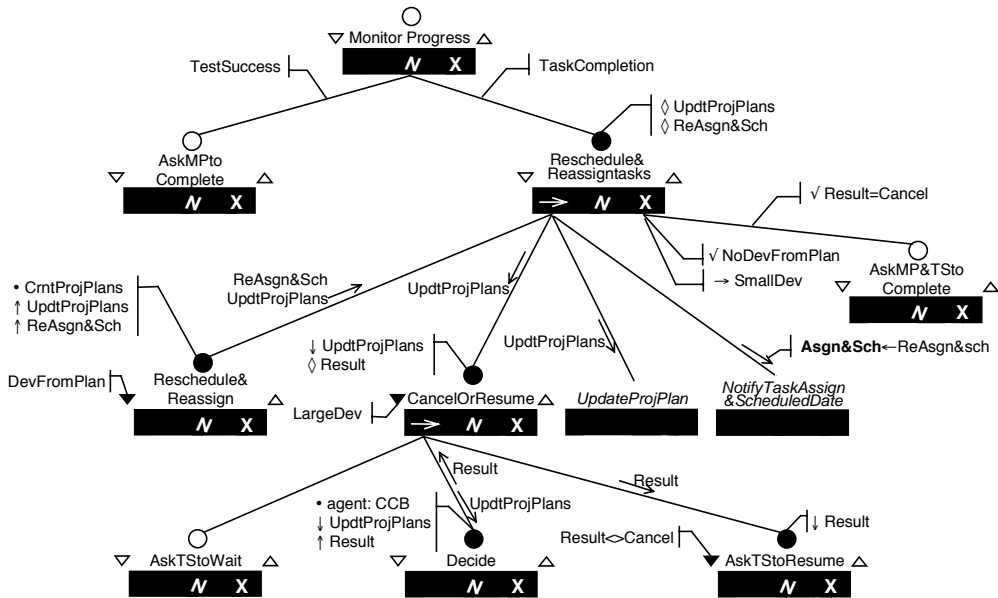 Monitor Progress
N X
TestSuccess
TaskCompletion
◊ UpdtProjPlans
◊ ReAsgn&Sch
AskMPto
Complete
N X
Reschedule&
Reassigntasks
→ N X
√ Result=Cancel
√ NoDevFromPlan
→ SmallDev
AskMP&TSto
Complete
N X
• CrntProjPlans
↑ UpdtProjPlans
↑ ReAsgn&Sch
ReAsgn&Sch
UpdtProjPlans
UpdtProjPlans
UpdtProjPlans
Asgn&Sch←ReAsgn&sch
↓ UpdtProjPlans
◊ Result
DevFromPlan
Reschedule&
Reassign
N X
LargeDev
CancelOrResume
→ N X
UpdateProjPlan
NotifyTaskAssign
&ScheduledDate
Result
UpdtProjPlans
Result
• agent: CCB
↓ UpdtProjPlans
↑ Result
Result<>Cancel
↓ Result
AskTStoWait
N X
Decide
N X
AskTStoResume
N X